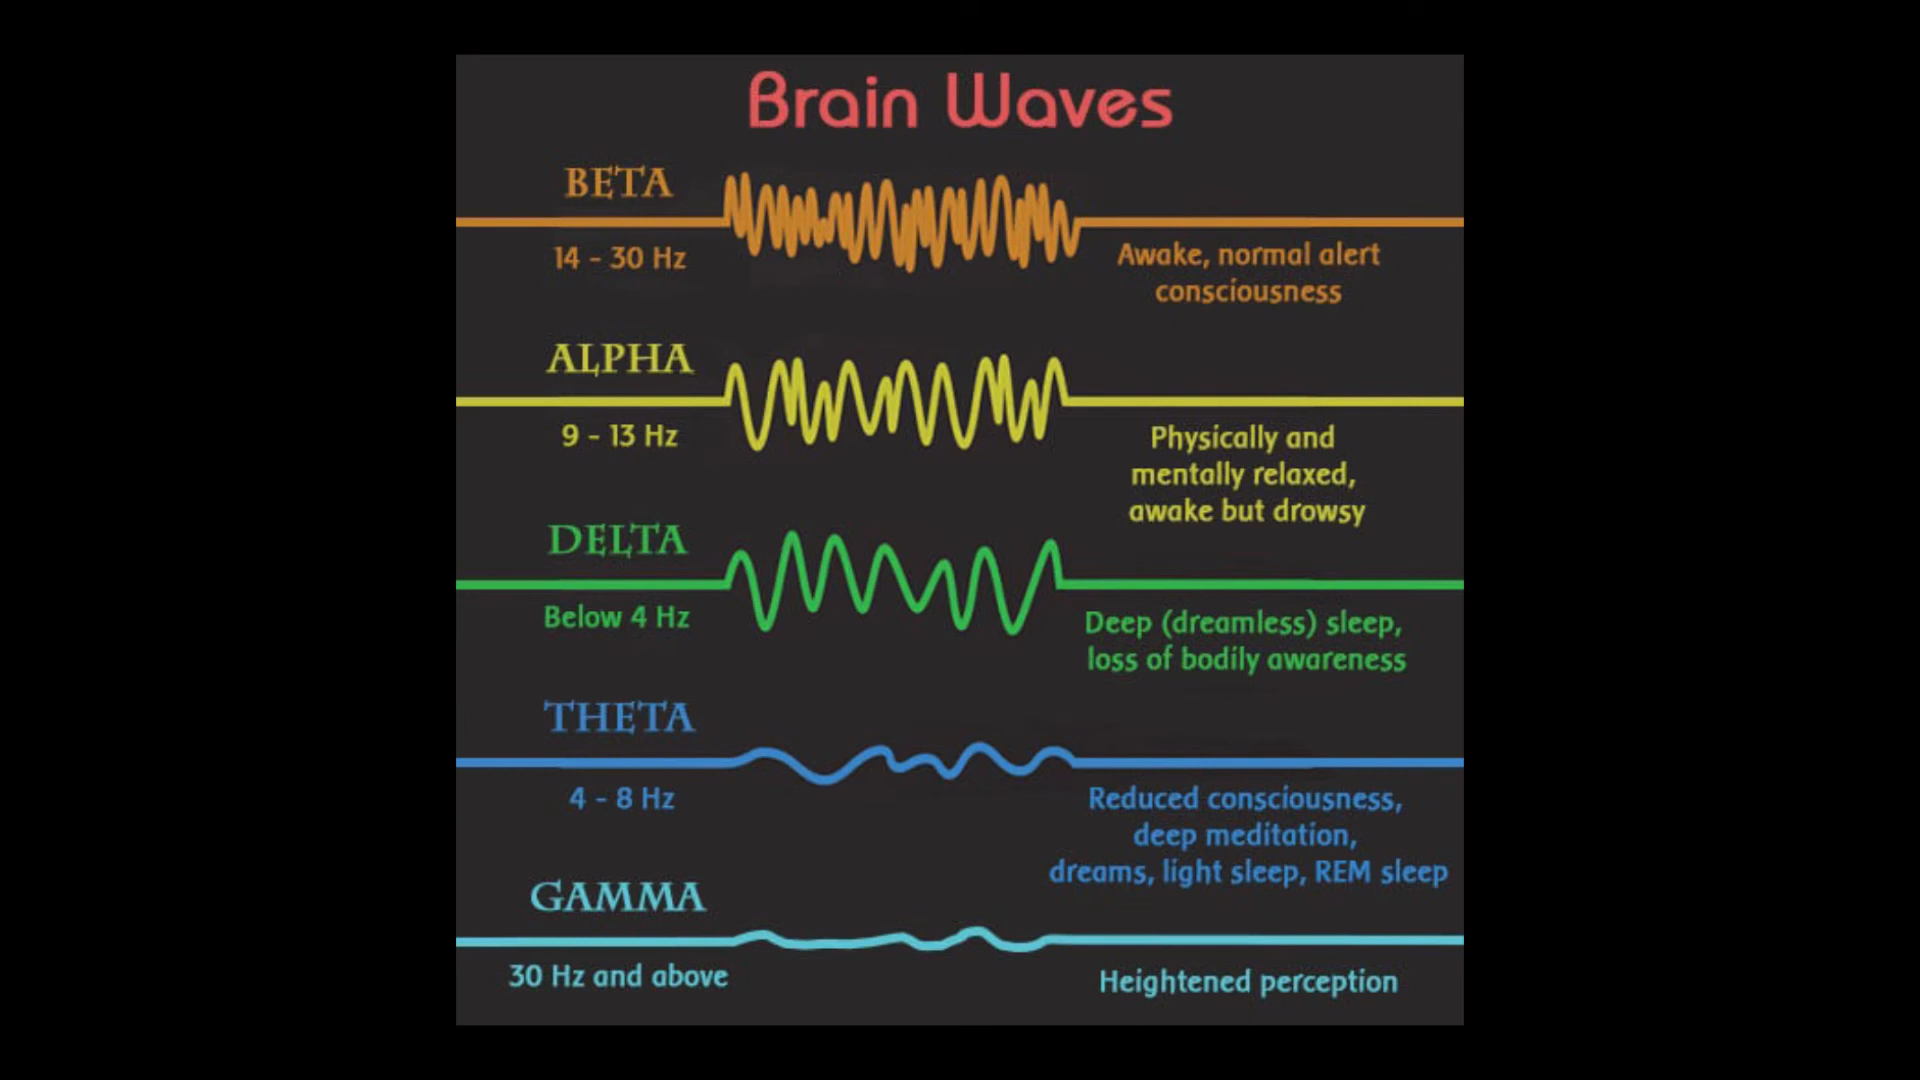 Brain Waves
BETA
14 - 30 Hz
Awake, normal alert
consciousness
ALPHA
9 - 13 Hz
Physically and
mentally relaxed,
awake but drowsy
DELTA
Below 4 Hz
Deep (dreamless) sleep,
loss of bodily awareness
THETA
4 - 8 Hz
Reduced consciousness,
deep meditation,
dreams, light sleep, REM sleep
GAMMA
30 Hz and above
Heightened perception